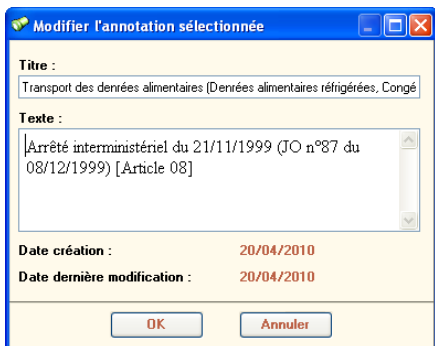 Modifier l'annotation sélectionnée
Titre :
Transport des denrées alimentaires (Denrées alimentaires réfrigérées, Congé
Texte :
Arrêté interministériel du 21/11/1999 (JO n°87 du
08/12/1999) [Article 08]
Date création : 20/04/2010
Date dernière modification : 20/04/2010
OK Annuler